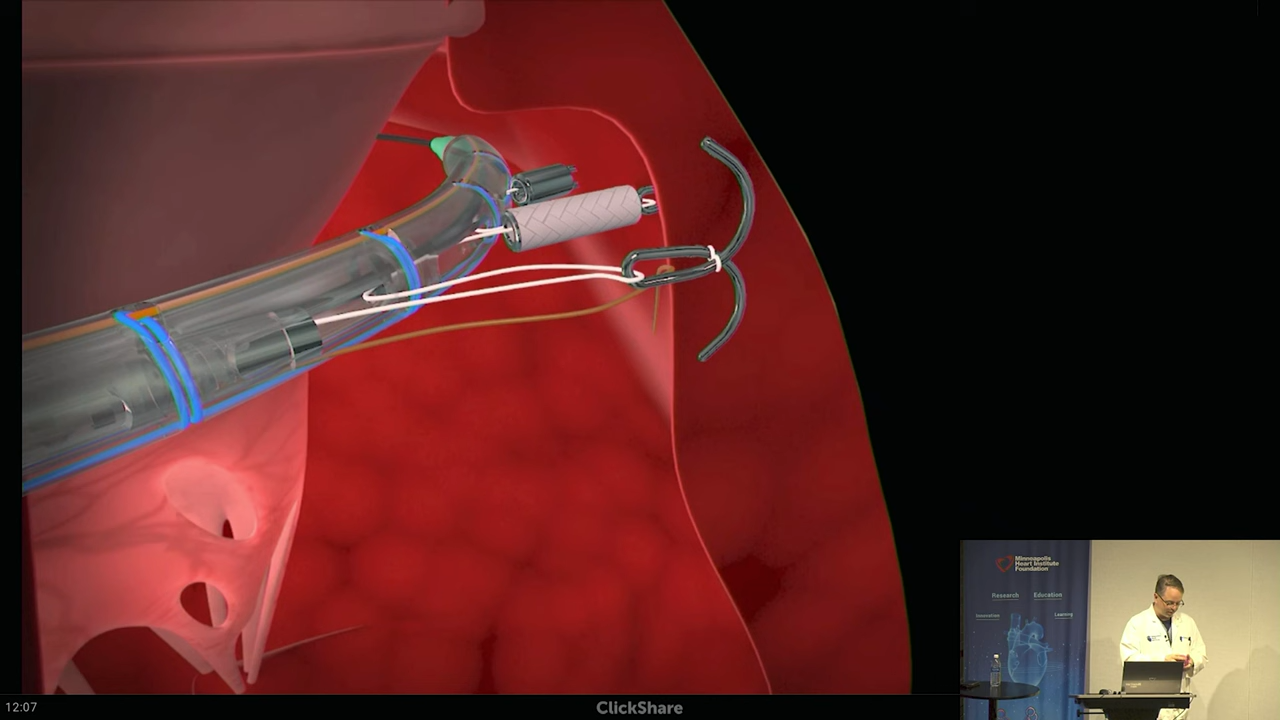 Minneapolis
Heart Institute
Foundation
Research
Education
Innovation
Learning
12:07
ClickShare